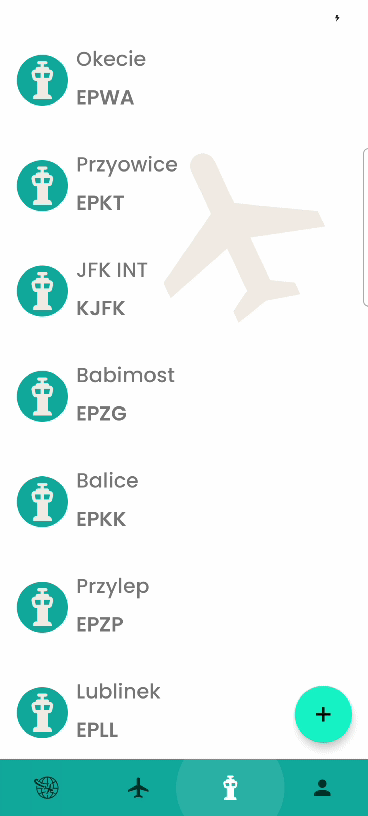 Okecie
EPWA
Przyowice
EPKT
JFK INT
KJFK
Babimost
EPZG
Balice
EPKK
Przylep
EPZP
Lublinek
EPLL